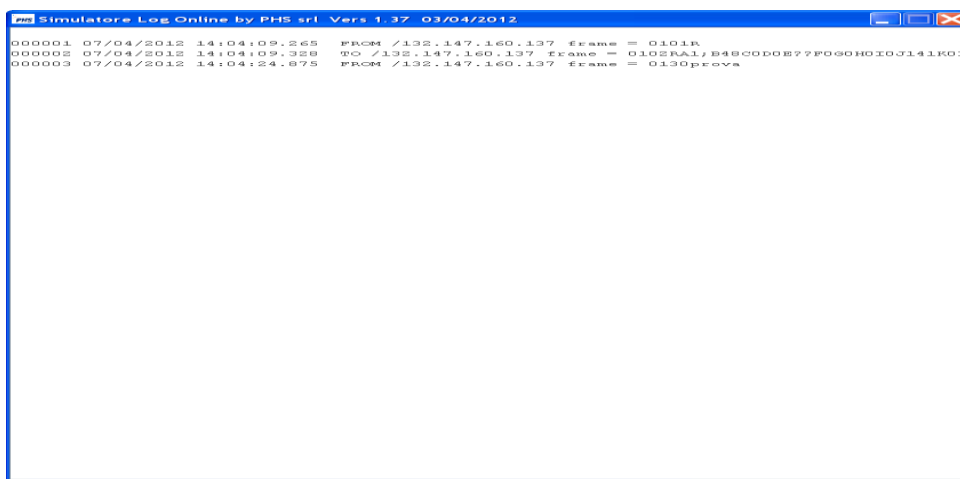 PHS Simulatore Log Online by PHS srl Vers 1.37 03/04/2012
000001 07/04/2012 14:04:09.265 FROM /132.147.160.137 frame = 0101R
000002 07/04/2012 14:04:09.328 TO /132.147.160.137 frame = 0102RA1;B48C0D0E??F0G0H0I0J141K0
000003 07/04/2012 14:04:24.875 FROM /132.147.160.137 frame = 0130prova